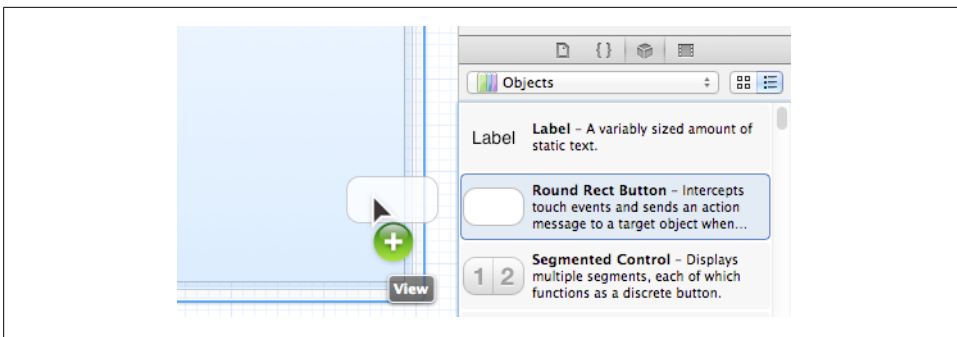 { }
Objects
Label
Label – A variably sized amount of
static text.
Round Rect Button – Intercepts
touch events and sends an action
message to a target object when...
1 2
Segmented Control – Displays
multiple segments, each of which
functions as a discrete button.
View